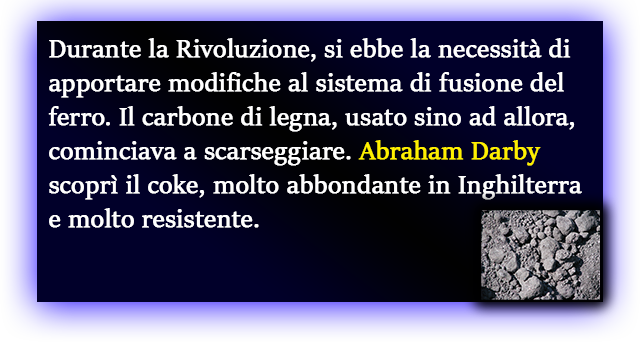 Durante la Rivoluzione, si ebbe la necessità di
apportare modifiche al sistema di fusione del
ferro. Il carbone di legna, usato sino ad allora,
cominciava a scarseggiare. Abraham Darby
scoprì il coke, molto abbondante in Inghilterra
e molto resistente.